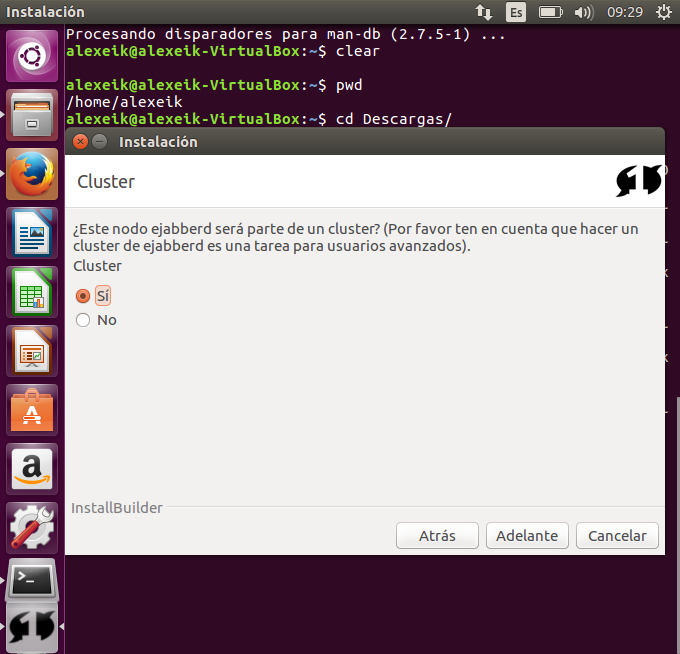 Instalación
Es
09:29
Procesando disparadores para man-db (2.7.5-1) ...
alexeik@alexeik-VirtualBox:~$ clear
alexeik@alexeik-VirtualBox:~$ pwd
/home/alexeik
alexeik@alexeik-VirtualBox:~$ cd Descargas/
Instalación
Cluster
¿Este nodo ejabberd será parte de un cluster? (Por favor ten en cuenta que hacer un
cluster de ejabberd es una tarea para usuarios avanzados).
Cluster
Sí
No
InstallBuilder
Atrás
Adelante
Cancelar